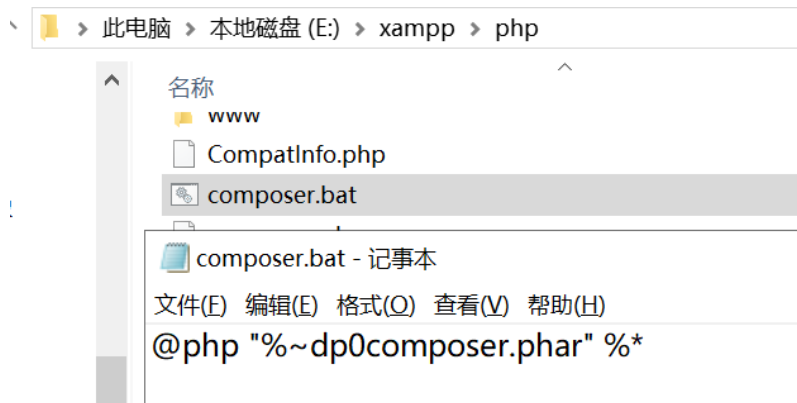 此电脑 > 本地磁盘 (E:) > xampp > php
名称
www
CompatInfo.php
composer.bat
composer.bat - 记事本
文件(F) 编辑(E) 格式(O) 查看(V) 帮助(H)
@php "%~dp0composer.phar" %*